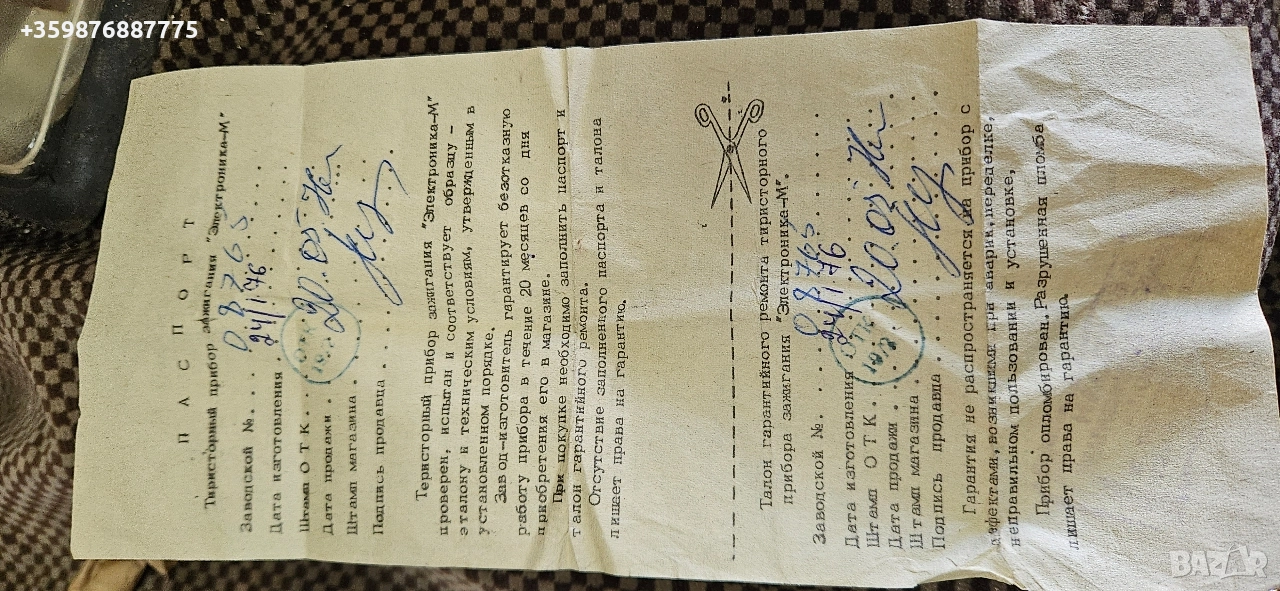 +359876887775
ПАСПОРТ
Тиристорный прибор зажигания "Электроника-М"
Заводской №. . . 08765 . . . .
Дата изготовления 24/I 76
Штамп ОТК
Дата продажи . 20.05
Штамп магазина . . .
Подпись продавца . . .
Теристорный прибор зажигания "Электроника-М"
проверен, испытан и соответствует образцу -
эталону и техническим условиям, утвержденным в
установленном порядке.
Завод-изготовитель гарантирует безотказную
работу прибора в течение 20 месяцев со дня
приобретения его в магазине.
При покупке необходимо заполнить паспорт и
талон гарантийного ремонта.
Отсутствие заполненного паспорта и талона
лишает права на гарантию.
Талон гарантийного ремонта тиристорного
прибора зажигания "Электроника-М".
Заводской №. . . . 08765
Дата изготовления 24/I 76
Штамп ОТК . . .
Дата продажи . . 20.05
Штамп магазина . . .
Подпись продавца . . .
Гарантия не распространяется на прибор с
дефектами, возникшими при аварии, переделке,
неправильном пользовании и установке,
Прибор опломбирован. Разрушенная пломба
лишает права на гарантию.
BAZAR